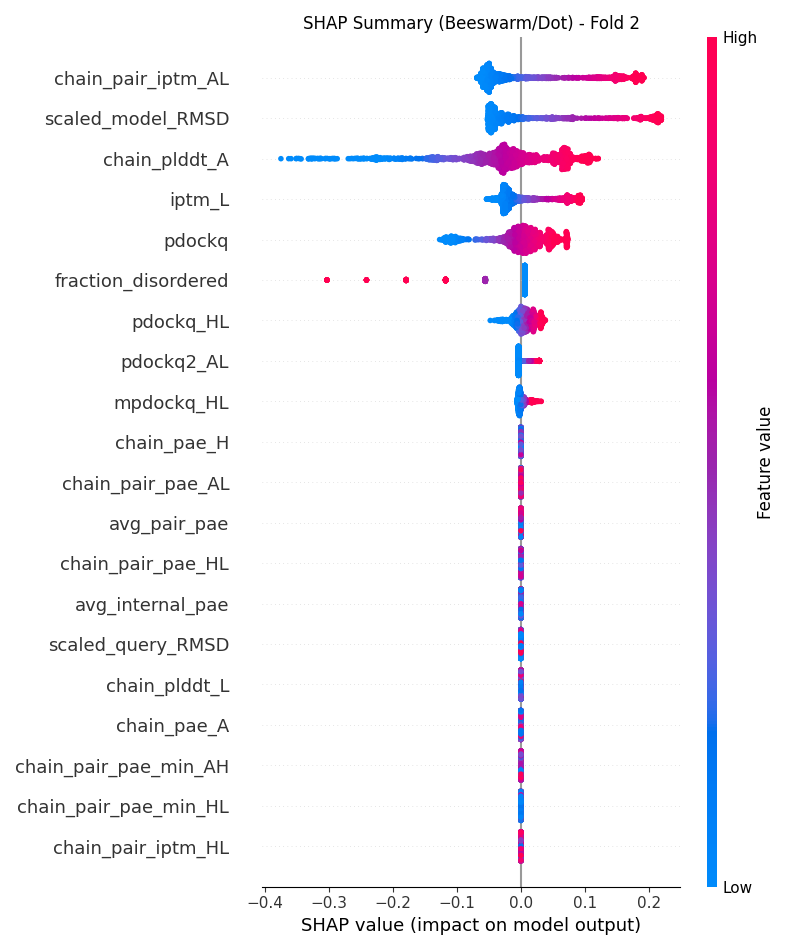 SHAP Summary (Beeswarm/Dot) - Fold 2
High
chain_pair_iptm_AL
scaled_model_RMSD
chain_plddt_A
iptm_L
pdockq
fraction_disordered
pdockq_HL
pdockq2_AL
mpdockq_HL
chain_pae_H
chain_pair_pae_AL
avg_pair_pae
chain_pair_pae_HL
avg_internal_pae
scaled_query_RMSD
chain_plddt_L
chain_pae_A
chain_pair_pae_min_AH
chain_pair_pae_min_HL
chain_pair_iptm_HL
Feature value
Low
−0.4 −0.3 −0.2 −0.1 0.0 0.1 0.2
SHAP value (impact on model output)